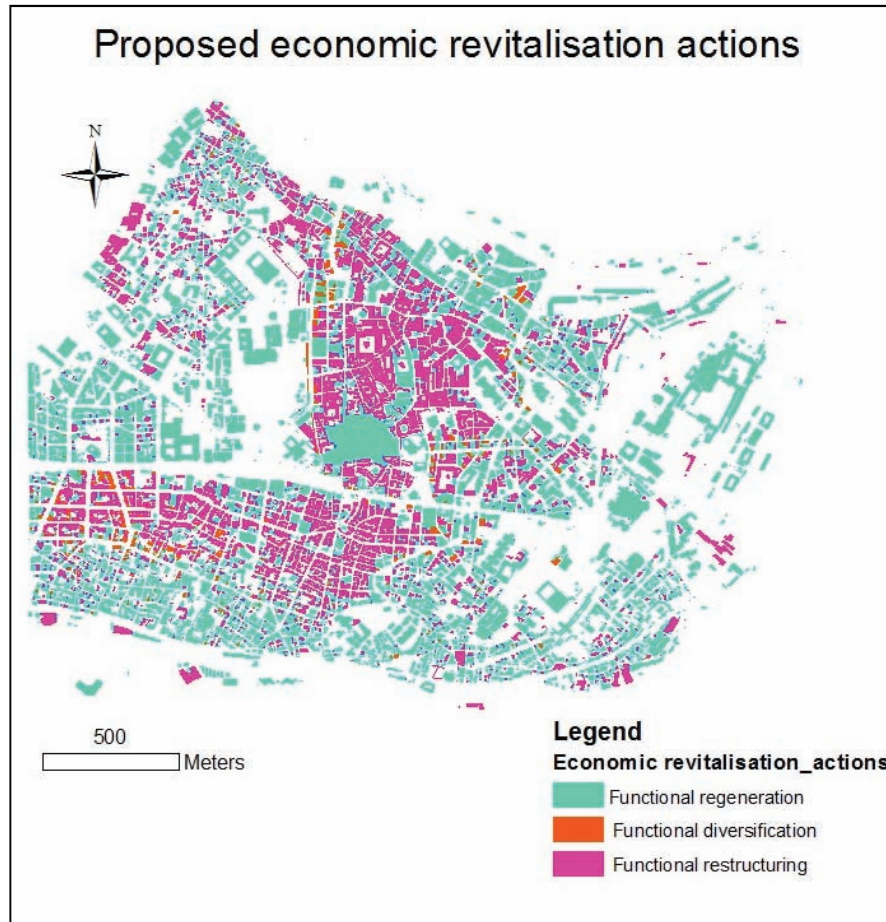 Proposed economic revitalisation actions
N
500
Meters
Legend
Economic revitalisation_actions
Functional regeneration
Functional diversification
Functional restructuring